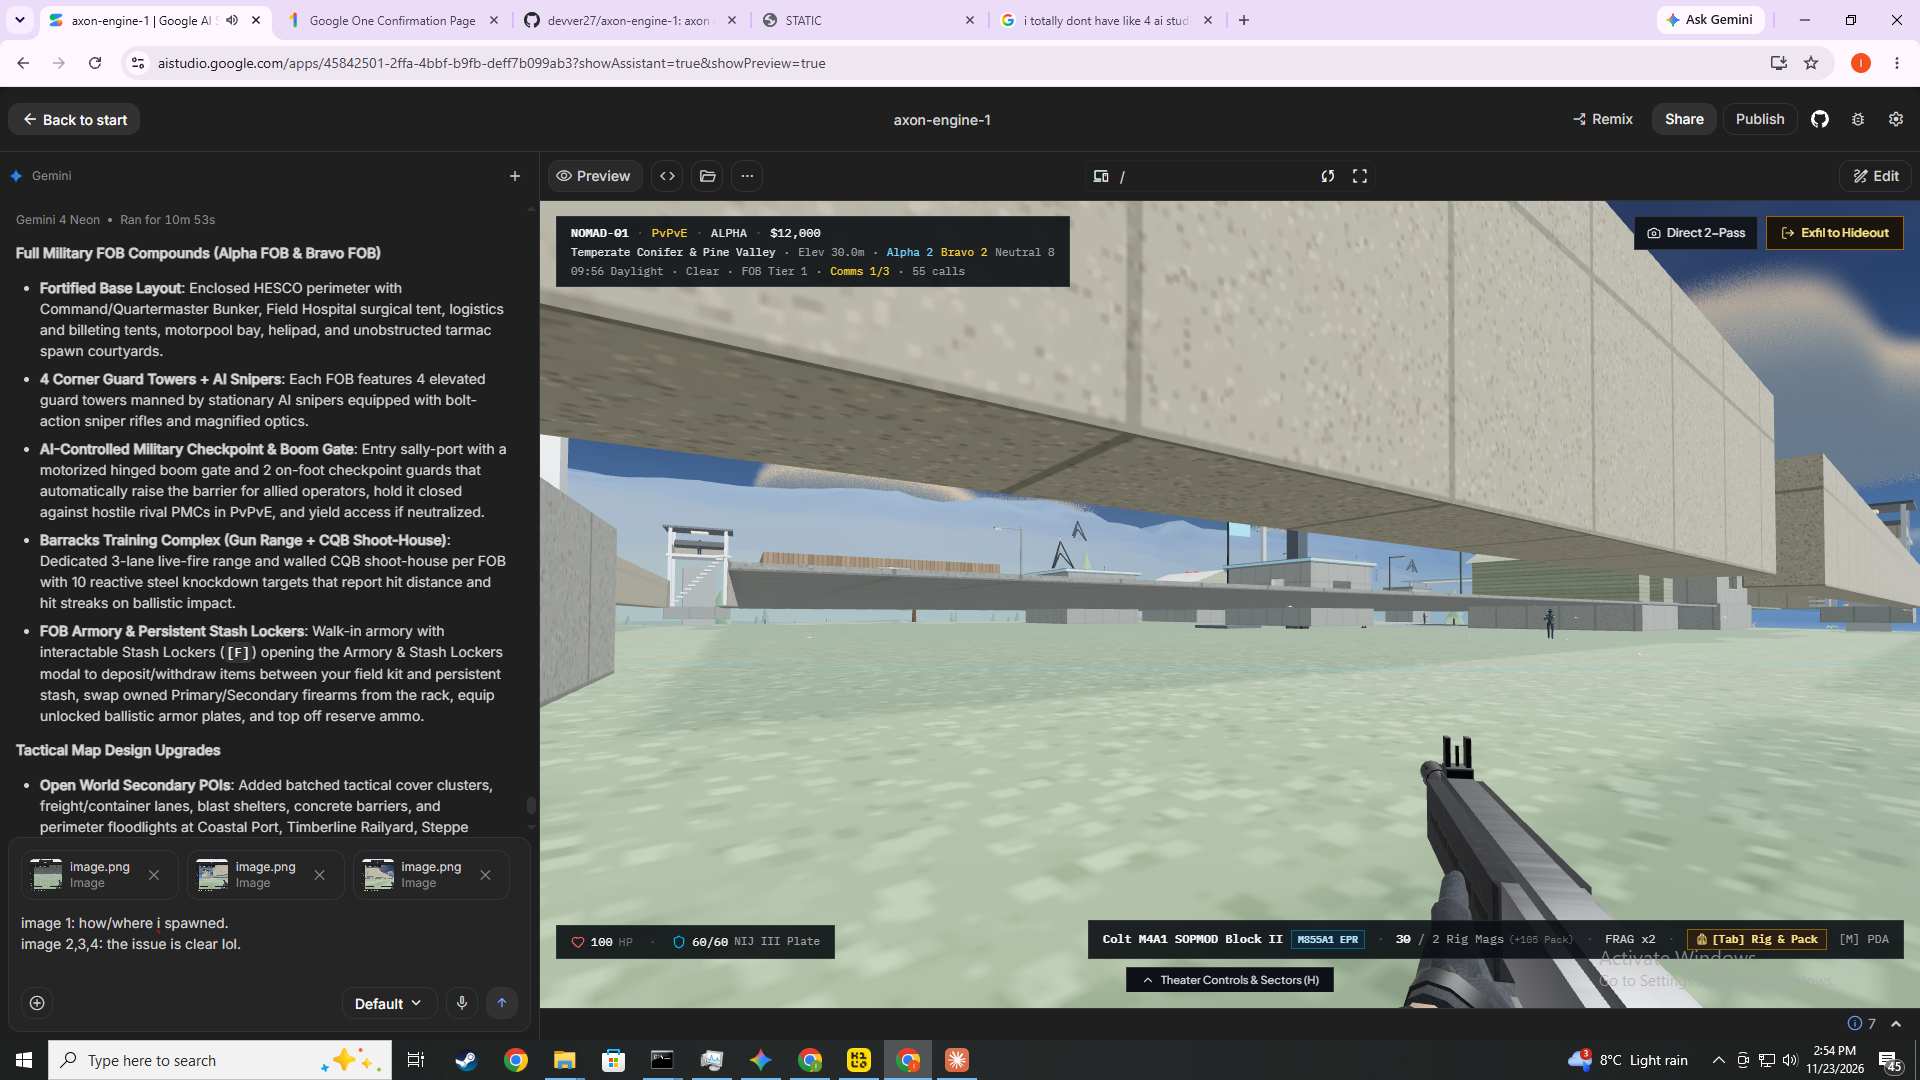 axon-engine-1 | Google AI S
Google One Confirmation Page
devver27/axon-engine-1: axon
STATIC
i totally dont have like 4 ai stud
Ask Gemini
aistudio.google.com/apps/45842501-2ffa-4bbf-b9fb-deff7b099ab3?showAssistant=true&showPreview=true
I
Back to start
axon-engine-1
Remix
Share
Publish
Gemini
Preview
/
Edit
Gemini 4 Neon • Ran for 10m 53s
Full Military FOB Compounds (Alpha FOB & Bravo FOB)
• Fortified Base Layout: Enclosed HESCO perimeter with
Command/Quartermaster Bunker, Field Hospital surgical tent, logistics
and billeting tents, motorpool bay, helipad, and unobstructed tarmac
spawn courtyards.
• 4 Corner Guard Towers + AI Snipers: Each FOB features 4 elevated
guard towers manned by stationary AI snipers equipped with bolt-
action sniper rifles and magnified optics.
• AI-Controlled Military Checkpoint & Boom Gate: Entry sally-port with a
motorized hinged boom gate and 2 on-foot checkpoint guards that
automatically raise the barrier for allied operators, hold it closed
against hostile rival PMCs in PvPvE, and yield access if neutralized.
• Barracks Training Complex (Gun Range + CQB Shoot-House):
Dedicated 3-lane live-fire range and walled CQB shoot-house per FOB
with 10 reactive steel knockdown targets that report hit distance and
hit streaks on ballistic impact.
• FOB Armory & Persistent Stash Lockers: Walk-in armory with
interactable Stash Lockers ([F]) opening the Armory & Stash Lockers
modal to deposit/withdraw items between your field kit and persistent
stash, swap owned Primary/Secondary firearms from the rack, equip
unlocked ballistic armor plates, and top off reserve ammo.
Tactical Map Design Upgrades
• Open World Secondary POIs: Added batched tactical cover clusters,
freight/container lanes, blast shelters, concrete barriers, and
perimeter floodlights at Coastal Port, Timberline Railyard, Steppe
image.png
Image
image.png
Image
image.png
Image
image 1: how/where i spawned.
image 2,3,4: the issue is clear lol.
Default
NOMAD-01 · PvPvE · ALPHA · $12,000
Temperate Conifer & Pine Valley · Elev 30.0m · Alpha 2 Bravo 2 Neutral 8
09:56 Daylight · Clear · FOB Tier 1 · Comms 1/3 · 55 calls
Direct 2-Pass
Exfil to Hideout
100 HP · 60/60 NIJ III Plate
Colt M4A1 SOPMOD Block II M855A1 EPR · 30 / 2 Rig Mags (+105 Pack) · FRAG x2 · [Tab] Rig & Pack [M] PDA
Theater Controls & Sectors (H)
Activate Windows
Go to Settings
7
Type here to search
3
8°C Light rain
2:54 PM
11/23/2026
45